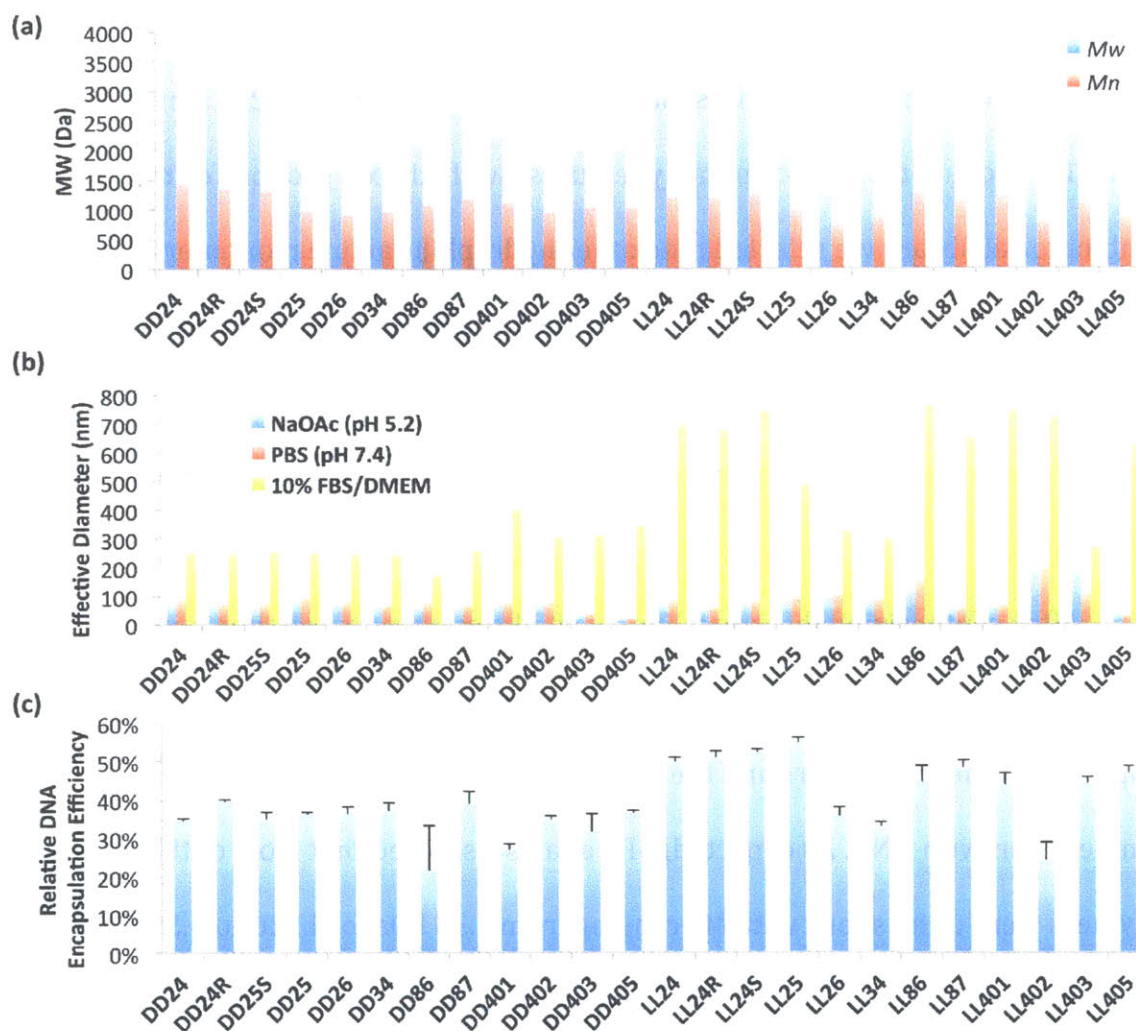 (a)
MW (Da)
4000
3500
3000
2500
2000
1500
1000
500
0
Mw
Mn
DD24 DD24R DD24S DD25 DD26 DD34 DD86 DD87 DD401 DD402 DD403 DD405 LL24 LL24R LL24S LL25 LL26 LL34 LL86 LL87 LL401 LL402 LL403 LL405
(b)
Effective Diameter (nm)
800
700
600
500
400
300
200
100
0
NaOAc (pH 5.2)
PBS (pH 7.4)
10% FBS/DMEM
DD24 DD24R DD25S DD25 DD26 DD34 DD86 DD87 DD401 DD402 DD403 DD405 LL24 LL24R LL24S LL25 LL26 LL34 LL86 LL87 LL401 LL402 LL403 LL405
(c)
Relative DNA
Encapsulation Efficiency
60%
50%
40%
30%
20%
10%
0%
DD24 DD24R DD25S DD25 DD26 DD34 DD86 DD87 DD401 DD402 DD403 DD405 LL24 LL24R LL24S LL25 LL26 LL34 LL86 LL87 LL401 LL402 LL403 LL405